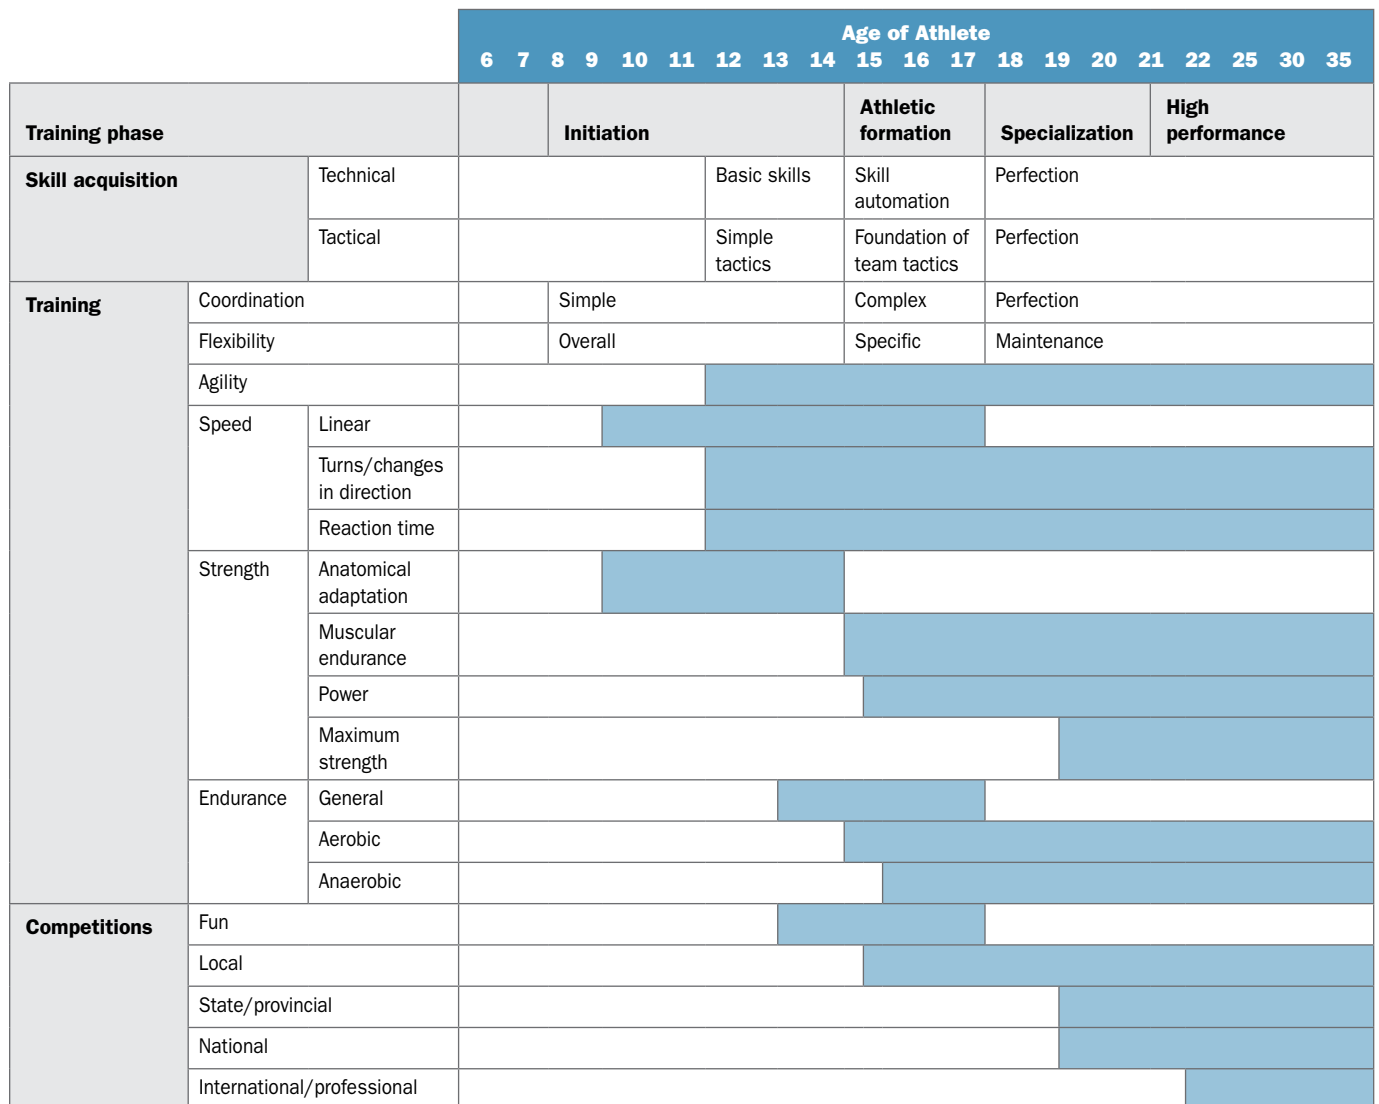 Age of Athlete
6 7 8 9 10 11 12 13 14 15 16 17 18 19 20 21 22 25 30 35
Training phase
Initiation
Athletic
formation
Specialization
High
performance
Skill acquisition
Technical
Basic skills
Skill
automation
Perfection
Tactical
Simple
tactics
Foundation of
team tactics
Perfection
Training
Coordination
Simple
Complex
Perfection
Flexibility
Overall
Specific
Maintenance
Agility
Speed
Linear
Turns/changes
in direction
Reaction time
Strength
Anatomical
adaptation
Muscular
endurance
Power
Maximum
strength
Endurance
General
Aerobic
Anaerobic
Competitions
Fun
Local
State/provincial
National
International/professional